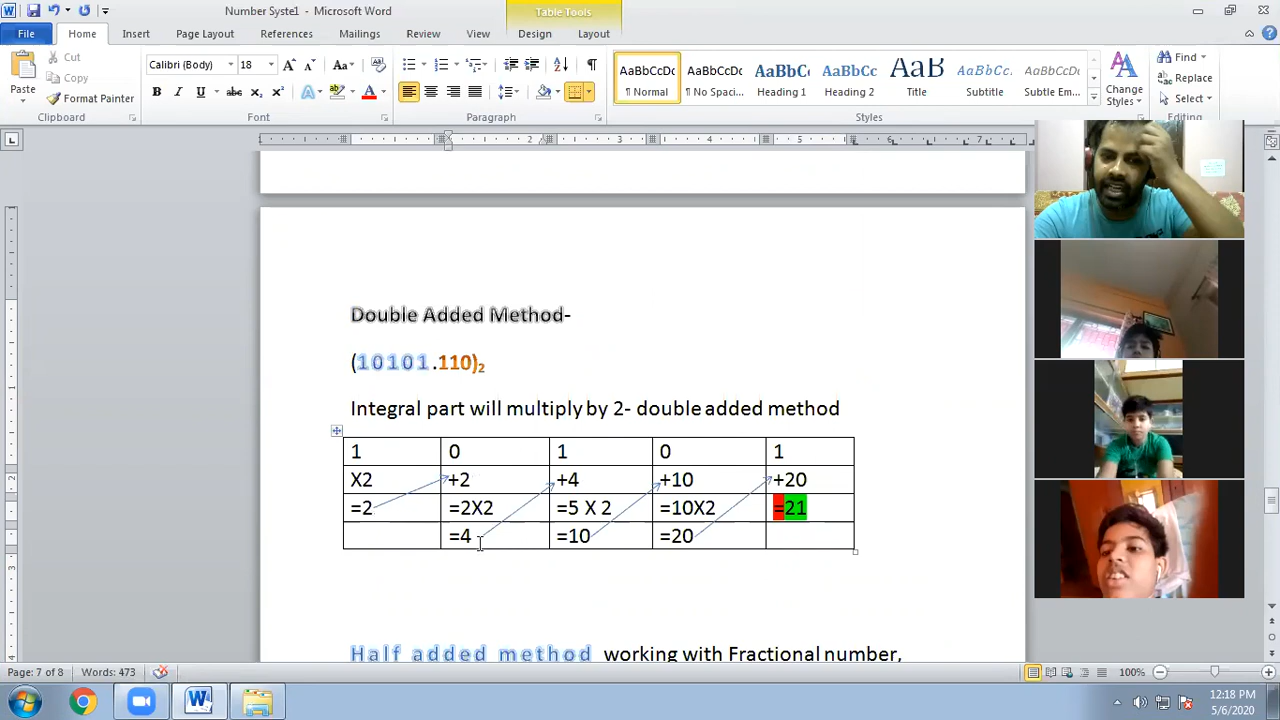 Number Syste1 - Microsoft Word
Table Tools
File Home Insert Page Layout References Mailings Review View Design Layout
Cut
Copy
Format Painter
Paste
Clipboard
Calibri (Body) 18
Font
Paragraph
AaBbCcDc AaBbCcDc AaBbC AaBbCc AaB AaBbCcL AaBbCcDc
¶ Normal ¶ No Spaci... Heading 1 Heading 2 Title Subtitle Subtle Em...
Styles
Change Styles
Find
Replace
Select
Editing
Double Added Method-
(10101.110)₂
Integral part will multiply by 2- double added method
1 0 1 0 1
X2 +2 +4 +10 +20
=2 =2X2 =5 X 2 =10X2 =21
=4 =10 =20
Half added method working with Fractional number,
Page: 7 of 8 Words: 473 100%
12:18 PM
5/6/2020